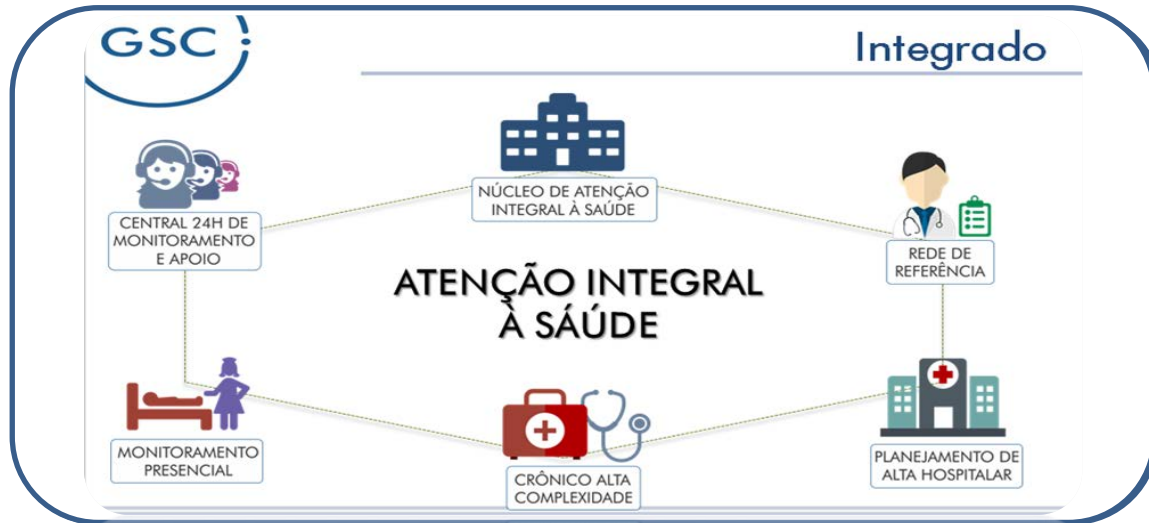 GSC
Integrado
NÚCLEO DE ATENÇÃO
INTEGRAL À SAÚDE
CENTRAL 24H DE
MONITORAMENTO
E APOIO
REDE DE
REFERÊNCIA
ATENÇÃO INTEGRAL
À SÁÚDE
MONITORAMENTO
PRESENCIAL
CRÔNICO ALTA
COMPLEXIDADE
PLANEJAMENTO DE
ALTA HOSPITALAR